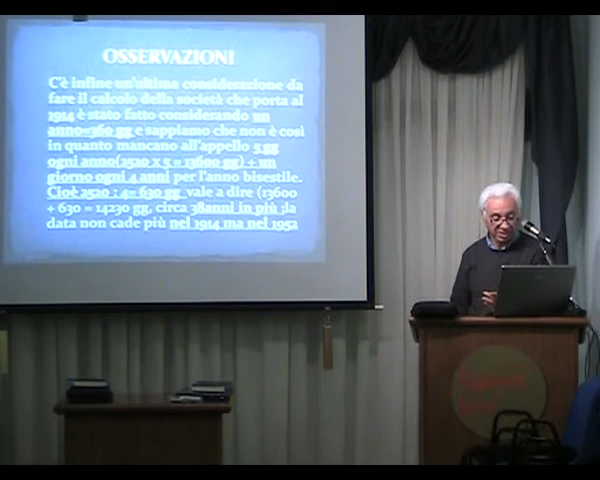 OSSERVAZIONI
C'è infine un'ultima considerazione da
fare il calcolo della società che porta al
1914 è stato fatto considerando un
anno=360 gg e sappiamo che non è così
in quanto mancano all'appello 5 gg
ogni anno(2520 x 5 = 13600 gg) + un
giorno ogni 4 anni per l'anno bisestile.
Cioè 2520 : 4= 630 gg vale a dire (13600
+ 630 = 14230 gg, circa 38anni in più ;la
data non cade più nel 1914 ma nel 1952